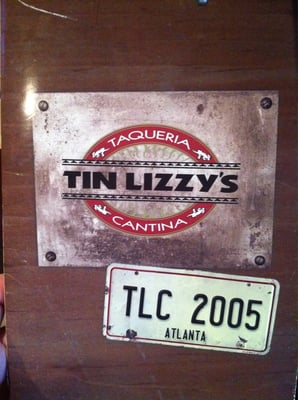 TAQUERIA
TIN LIZZY'S
CANTINA
TLC 2005
ATLANTA